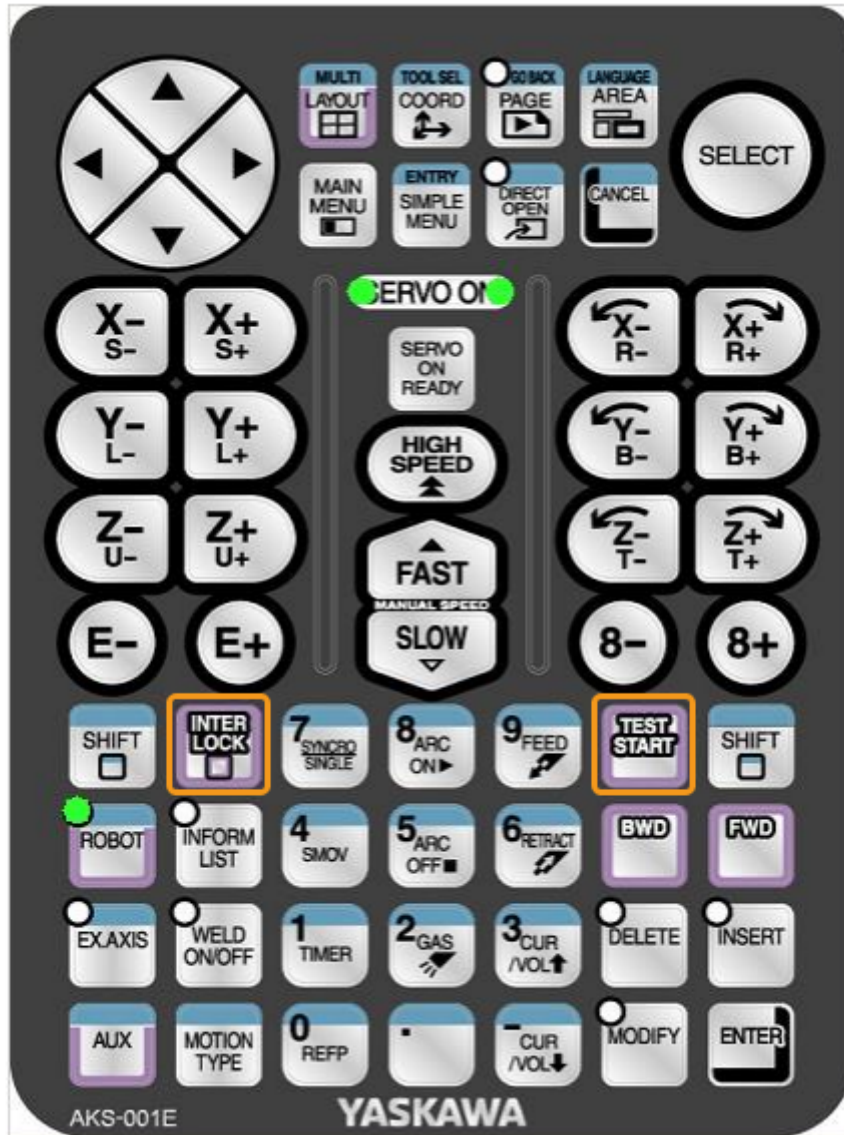 MULTI
LAYOUT
TOOL SEL
COORD
GO BACK
PAGE
LANGUAGE
AREA
SELECT
MAIN
MENU
ENTRY
SIMPLE
MENU
DIRECT
OPEN
CANCEL
SERVO ON
X-
S-
X+
S+
SERVO
ON
READY
X-
R-
X+
R+
Y-
L-
Y+
L+
HIGH
SPEED
Y-
B-
Y+
B+
Z-
U-
Z+
U+
FAST
MANUAL SPEED
SLOW
Z-
T-
Z+
T+
E-
E+
8-
8+
SHIFT
INTER
LOCK
7
SYNCRO
SINGLE
8 ARC
ON
9 FEED
TEST
START
SHIFT
ROBOT
INFORM
LIST
4
SMOV
5 ARC
OFF
6 RETRACT
BWD
FWD
EX.AXIS
WELD
ON/OFF
1
TIMER
2 GAS
3 CUR
/VOL
DELETE
INSERT
AUX
MOTION
TYPE
0
REFP
.
- CUR
/VOL
MODIFY
ENTER
AKS-001E
YASKAWA